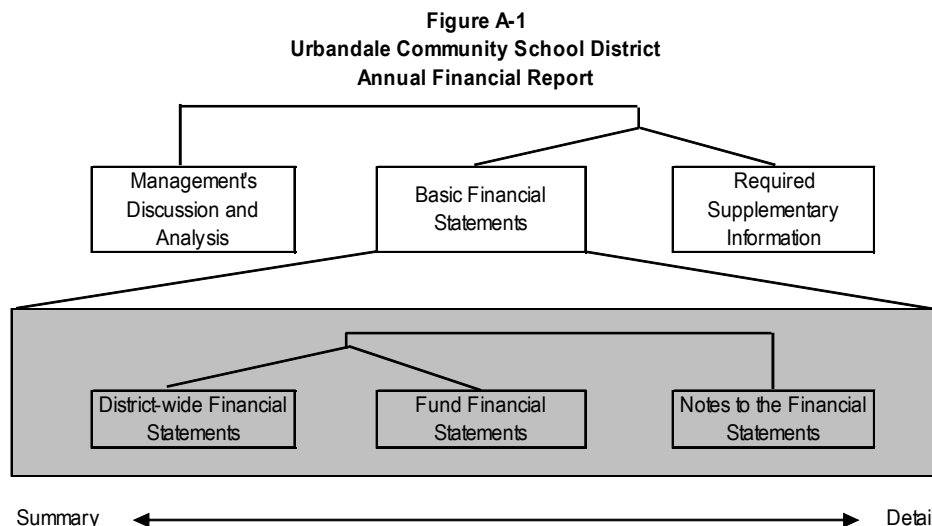 Figure A-1
Urbandale Community School District
Annual Financial Report
Management's
Discussion and
Analysis
Basic Financial
Statements
Required
Supplementary
Information
District-wide Financial
Statements
Fund Financial
Statements
Notes to the Financial
Statements
Summary
Detai